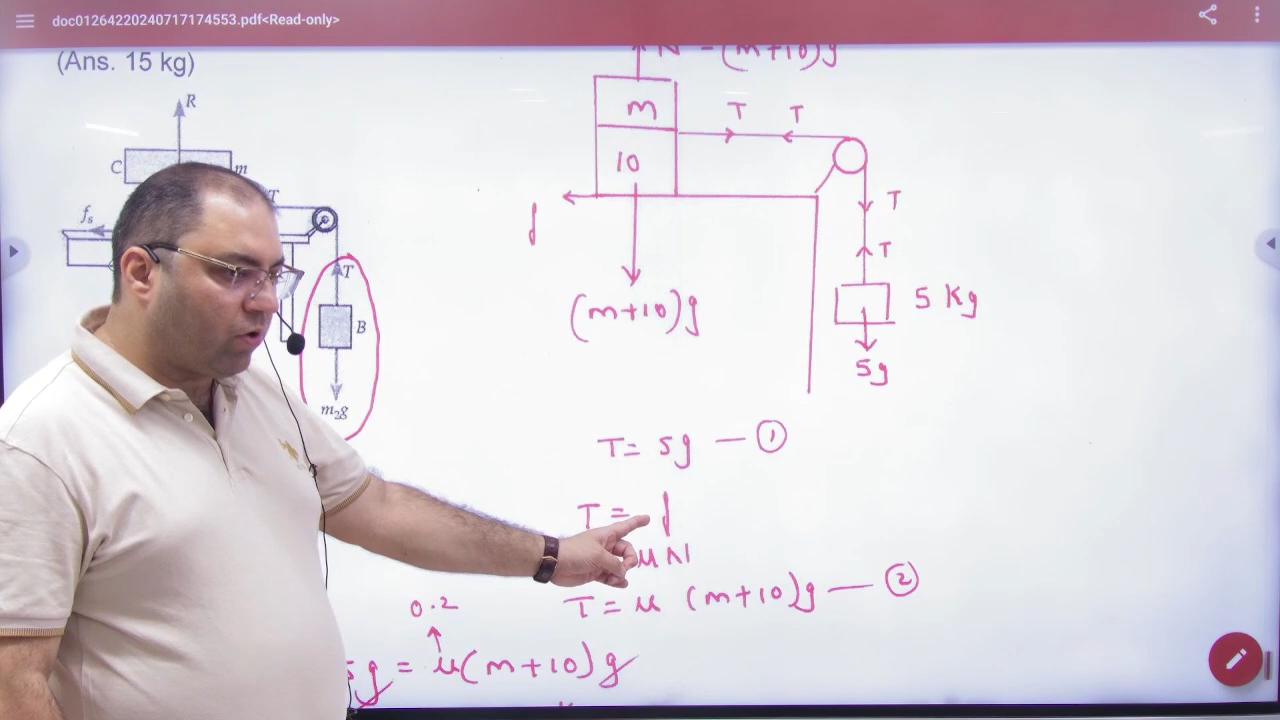 doc01264220240717174553.pdf<Read-only>
(Ans. 15 kg)
R
C
m
T
fs
T
B
m₂g
N = (m+10)g
m
T T
10
T
f
T
(m+10)g
5 Kg
5g
T = 5g — ①
T = f
μN
T = μ (m+10)g — ②
0.2
5g = μ(m+10)g